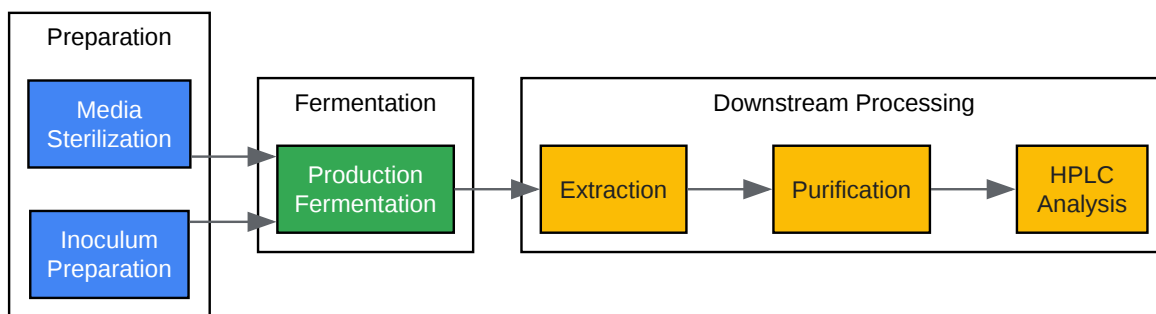 Preparation
Media
Sterilization
Inoculum
Preparation
Fermentation
Production
Fermentation
Downstream Processing
Extraction
Purification
HPLC
Analysis